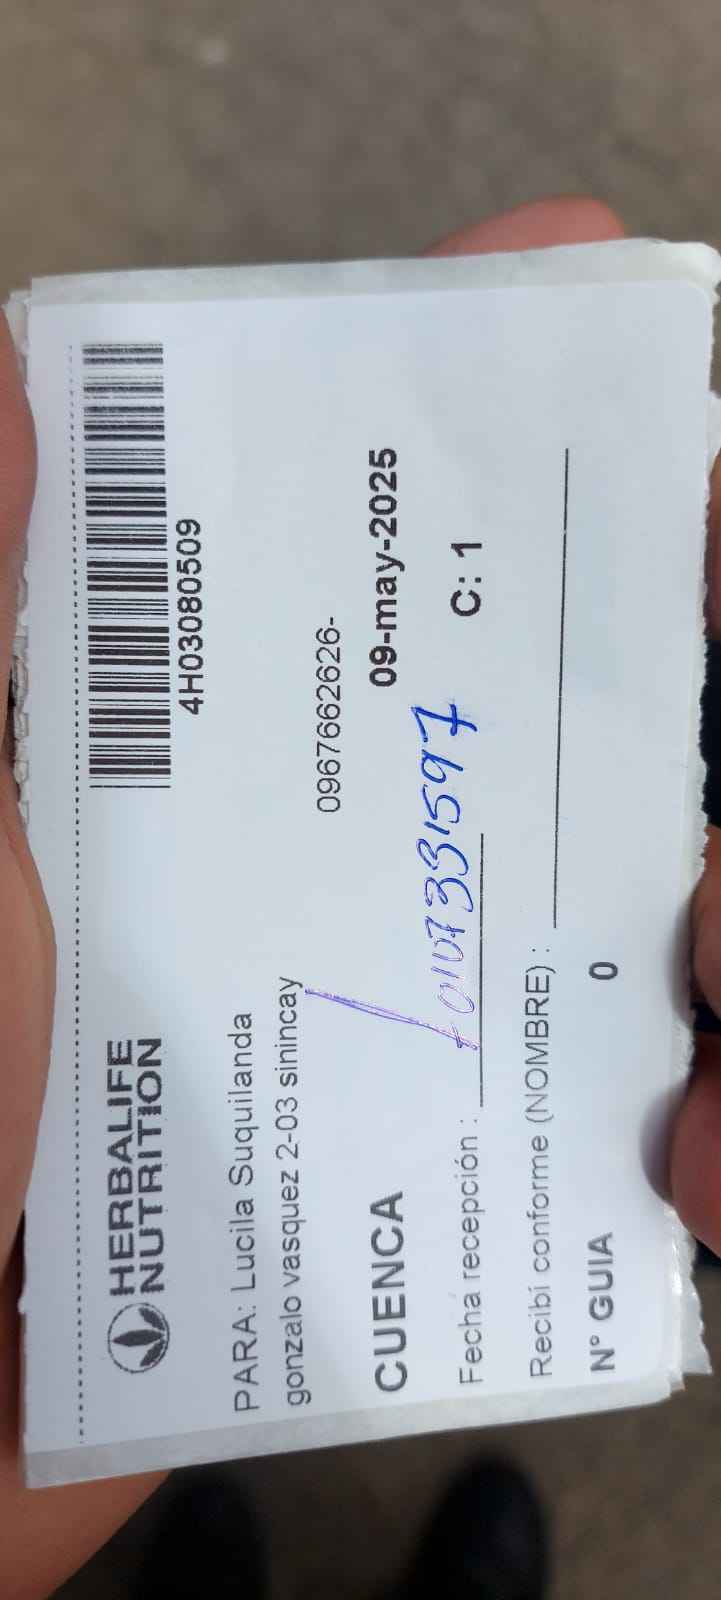 HERBALIFE
NUTRITION
4H03080509
PARA: Lucila Suquilanda
gonzalo vasquez 2-03 sinincay
0967662626-
CUENCA
09-may-2025
Fecha recepción :
0107331597
C: 1
Recibí conforme (NOMBRE) :
N° GUIA 0